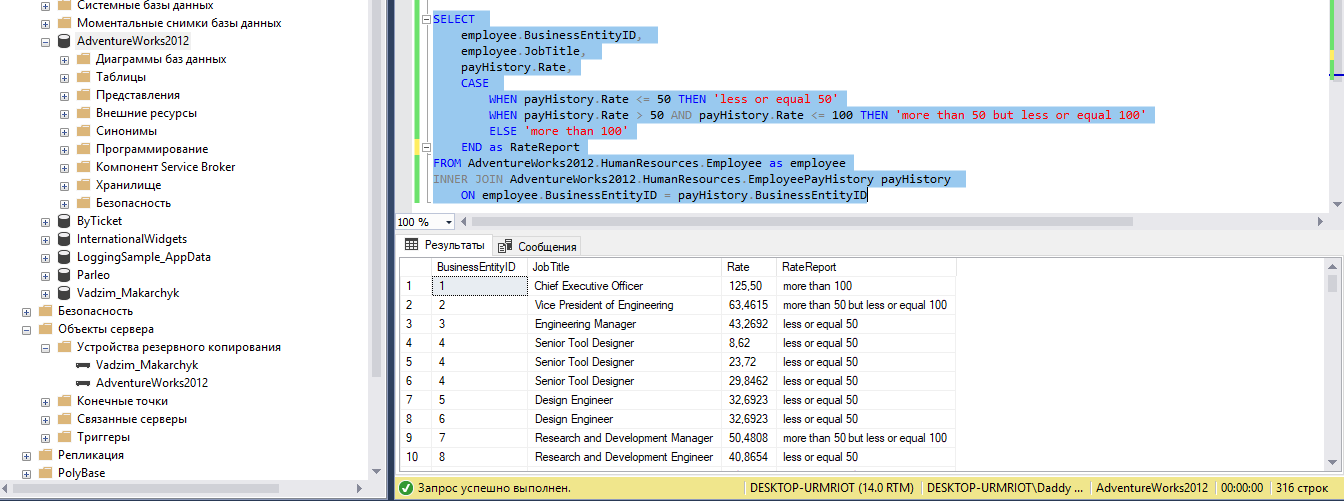 Системные базы данных
Моментальные снимки базы данных
AdventureWorks2012
Диаграммы баз данных
Таблицы
Представления
Внешние ресурсы
Синонимы
Программирование
Компонент Service Broker
Хранилище
Безопасность
ByTicket
InternationalWidgets
LoggingSample_AppData
Parleo
Vadzim_Makarchyk
Безопасность
Объекты сервера
Устройства резервного копирования
Vadzim_Makarchyk
AdventureWorks2012
Конечные точки
Связанные серверы
Триггеры
Репликация
PolyBase
SELECT
employee.BusinessEntityID,
employee.JobTitle,
payHistory.Rate,
CASE
WHEN payHistory.Rate <= 50 THEN 'less or equal 50'
WHEN payHistory.Rate > 50 AND payHistory.Rate <= 100 THEN 'more than 50 but less or equal 100'
ELSE 'more than 100'
END as RateReport
FROM AdventureWorks2012.HumanResources.Employee as employee
INNER JOIN AdventureWorks2012.HumanResources.EmployeePayHistory payHistory
ON employee.BusinessEntityID = payHistory.BusinessEntityID
100 %
Результаты Сообщения
BusinessEntityID JobTitle Rate RateReport
1 1 Chief Executive Officer 125,50 more than 100
2 2 Vice President of Engineering 63,4615 more than 50 but less or equal 100
3 3 Engineering Manager 43,2692 less or equal 50
4 4 Senior Tool Designer 8,62 less or equal 50
5 4 Senior Tool Designer 23,72 less or equal 50
6 4 Senior Tool Designer 29,8462 less or equal 50
7 5 Design Engineer 32,6923 less or equal 50
8 6 Design Engineer 32,6923 less or equal 50
9 7 Research and Development Manager 50,4808 more than 50 but less or equal 100
10 8 Research and Development Engineer 40,8654 less or equal 50
Запрос успешно выполнен. DESKTOP-URMRIOT (14.0 RTM) DESKTOP-URMRIOT\Daddy ... AdventureWorks2012 00:00:00 316 строк